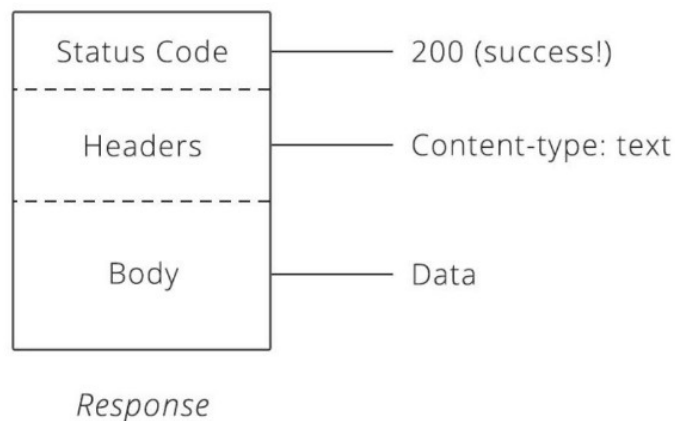 Status Code 200 (success!)
Headers Content-type: text
Body Data
Response